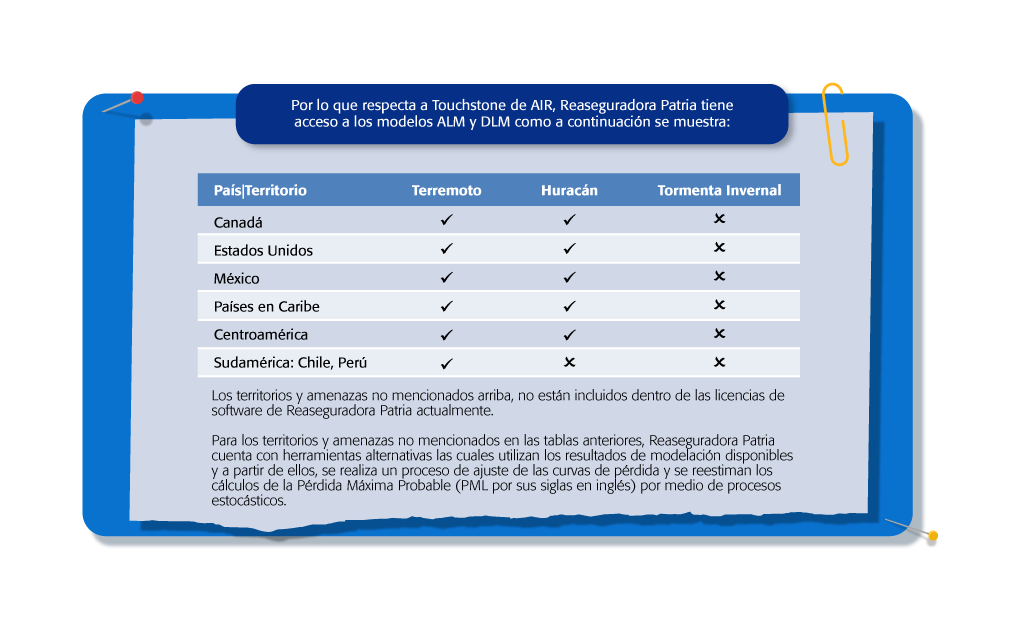 Por lo que respecta a Touchstone de AIR, Reaseguradora Patria tiene
acceso a los modelos ALM y DLM como a continuación se muestra:
País|Territorio Terremoto Huracán Tormenta Invernal
Canadá ✓ ✓ ✗
Estados Unidos ✓ ✓ ✗
México ✓ ✓ ✗
Países en Caribe ✓ ✓ ✗
Centroamérica ✓ ✓ ✗
Sudamérica: Chile, Perú ✓ ✗ ✗
Los territorios y amenazas no mencionados arriba, no están incluidos dentro de las licencias de
software de Reaseguradora Patria actualmente.
Para los territorios y amenazas no mencionados en las tablas anteriores, Reaseguradora Patria
cuenta con herramientas alternativas las cuales utilizan los resultados de modelación disponibles
y a partir de ellos, se realiza un proceso de ajuste de las curvas de pérdida y se reestiman los
cálculos de la Pérdida Máxima Probable (PML por sus siglas en inglés) por medio de procesos
estocásticos.